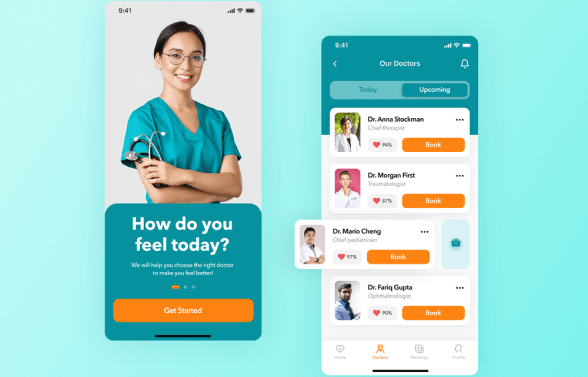 9:41
How do you
feel today?
We will help you choose the right doctor
to make you feel better!
Get Started
9:41
Our Doctors
Today
Upcoming
Dr. Anna Stockman
Chief therapist
94%
Book
Dr. Morgan First
Traumatologist
57%
Book
Dr. Mario Cheng
Chief pediatrician
97%
Book
Dr. Fariq Gupta
Ophthalmologist
90%
Book
Home
Doctors
Meetings
Profile